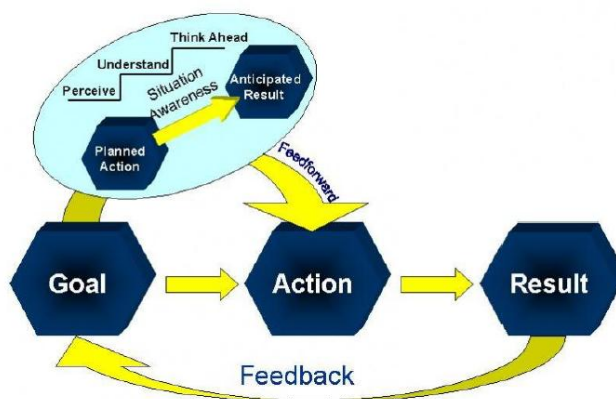 Think Ahead
Understand
Perceive
Situation
Awareness
Anticipated
Result
Planned
Action
Feedforward
Goal
Action
Result
Feedback